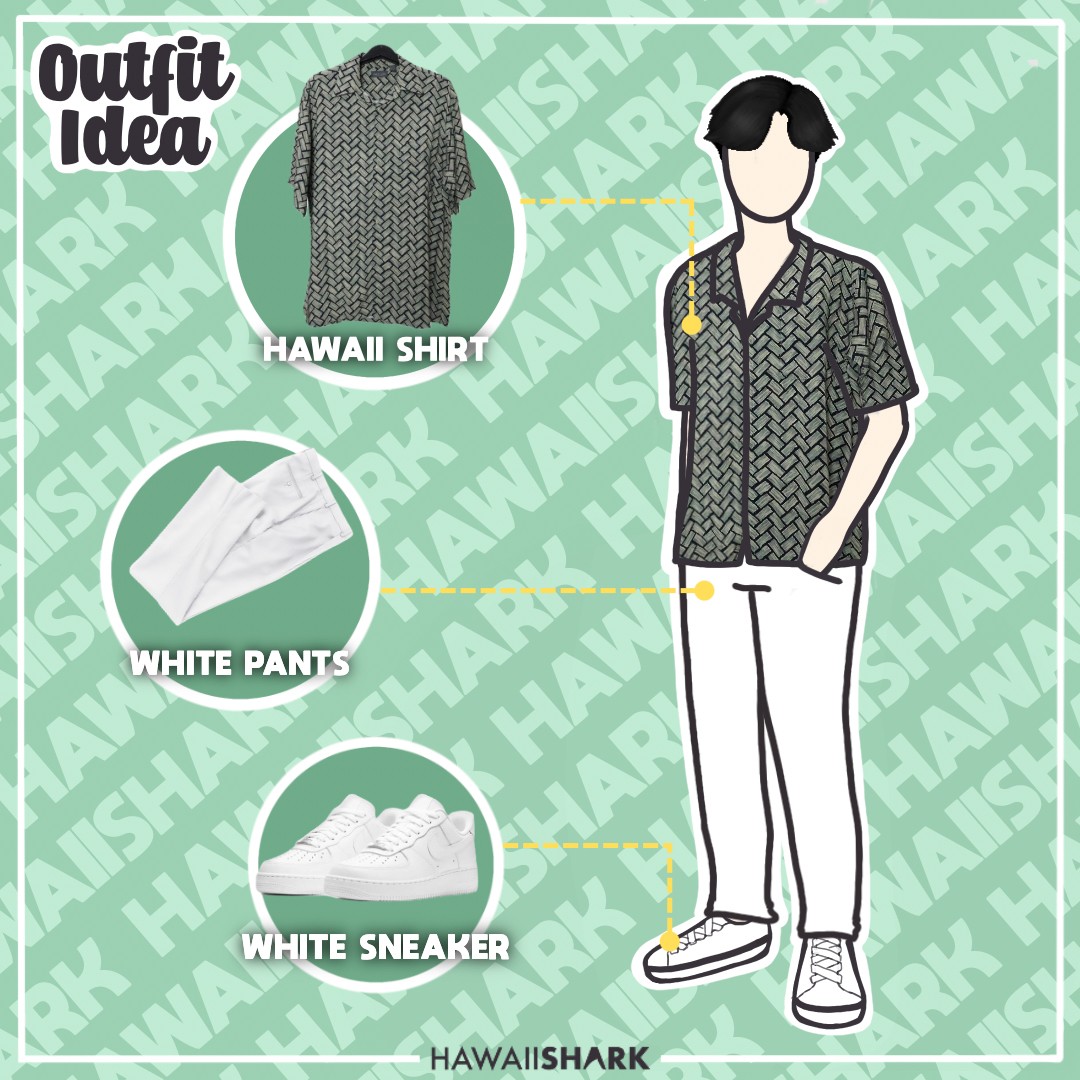 Outfit
Idea
HAWAII SHIRT
WHITE PANTS
WHITE SNEAKER
HAWAIISHARK